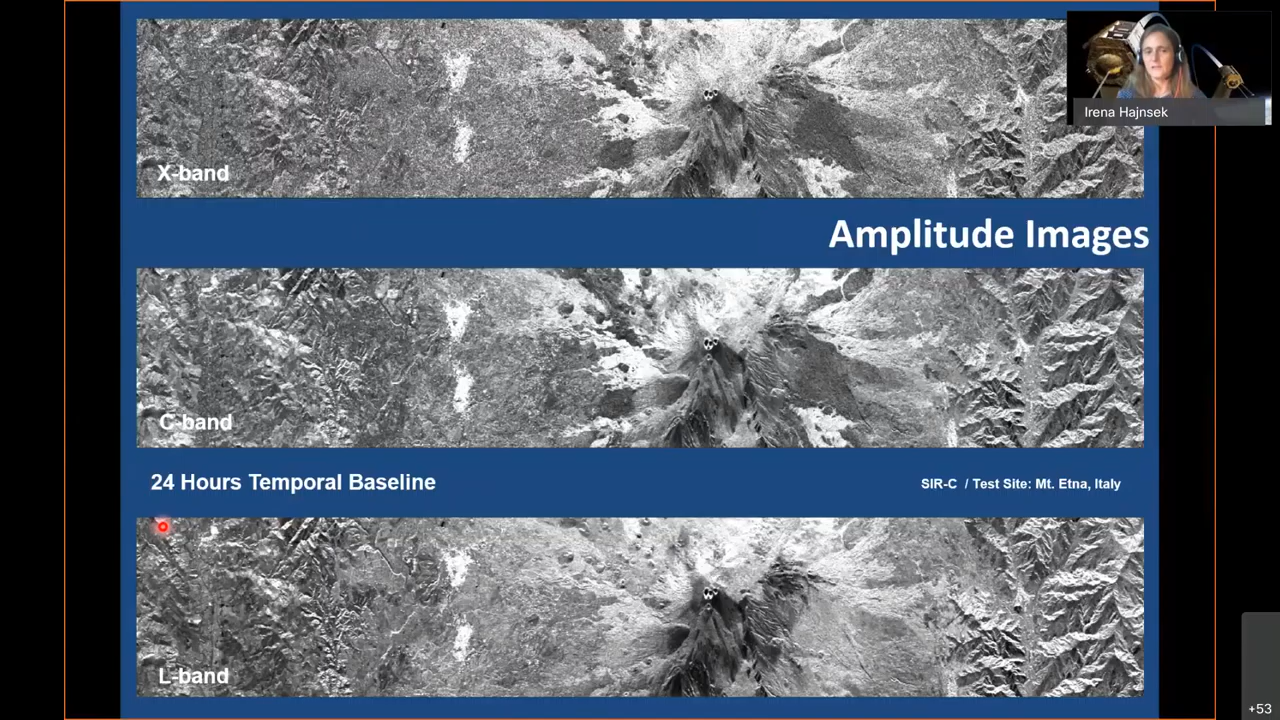 Irena Hajnsek
X-band
Amplitude Images
C-band
24 Hours Temporal Baseline
SIR-C / Test Site: Mt. Etna, Italy
L-band
+53